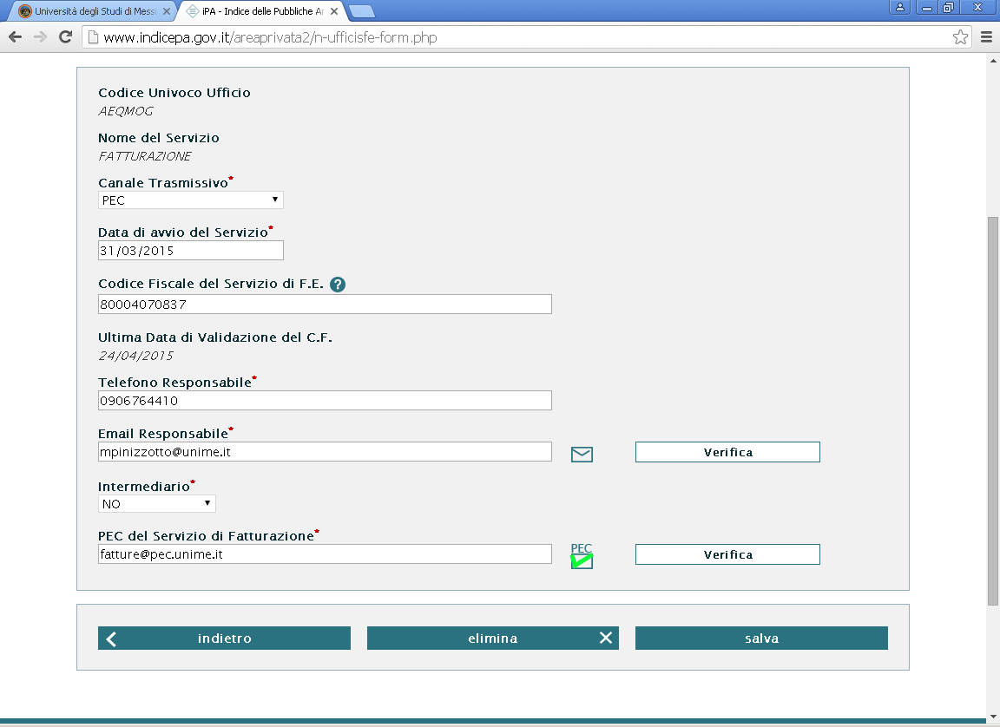 Università degli Studi di Messi
iPA - Indice delle Pubbliche A
www.indicepa.gov.it/areaprivata2/n-ufficisfe-form.php
Codice Univoco Ufficio
AEQMOG
Nome del Servizio
FATTURAZIONE
Canale Trasmissivo*
PEC
Data di avvio del Servizio*
31/03/2015
Codice Fiscale del Servizio di F.E. ?
80004070837
Ultima Data di Validazione del C.F.
24/04/2015
Telefono Responsabile*
0906764410
Email Responsabile*
mpinizzotto@unime.it
Verifica
Intermediario*
NO
PEC del Servizio di Fatturazione*
fatture@pec.unime.it
PEC
Verifica
indietro
elimina
salva